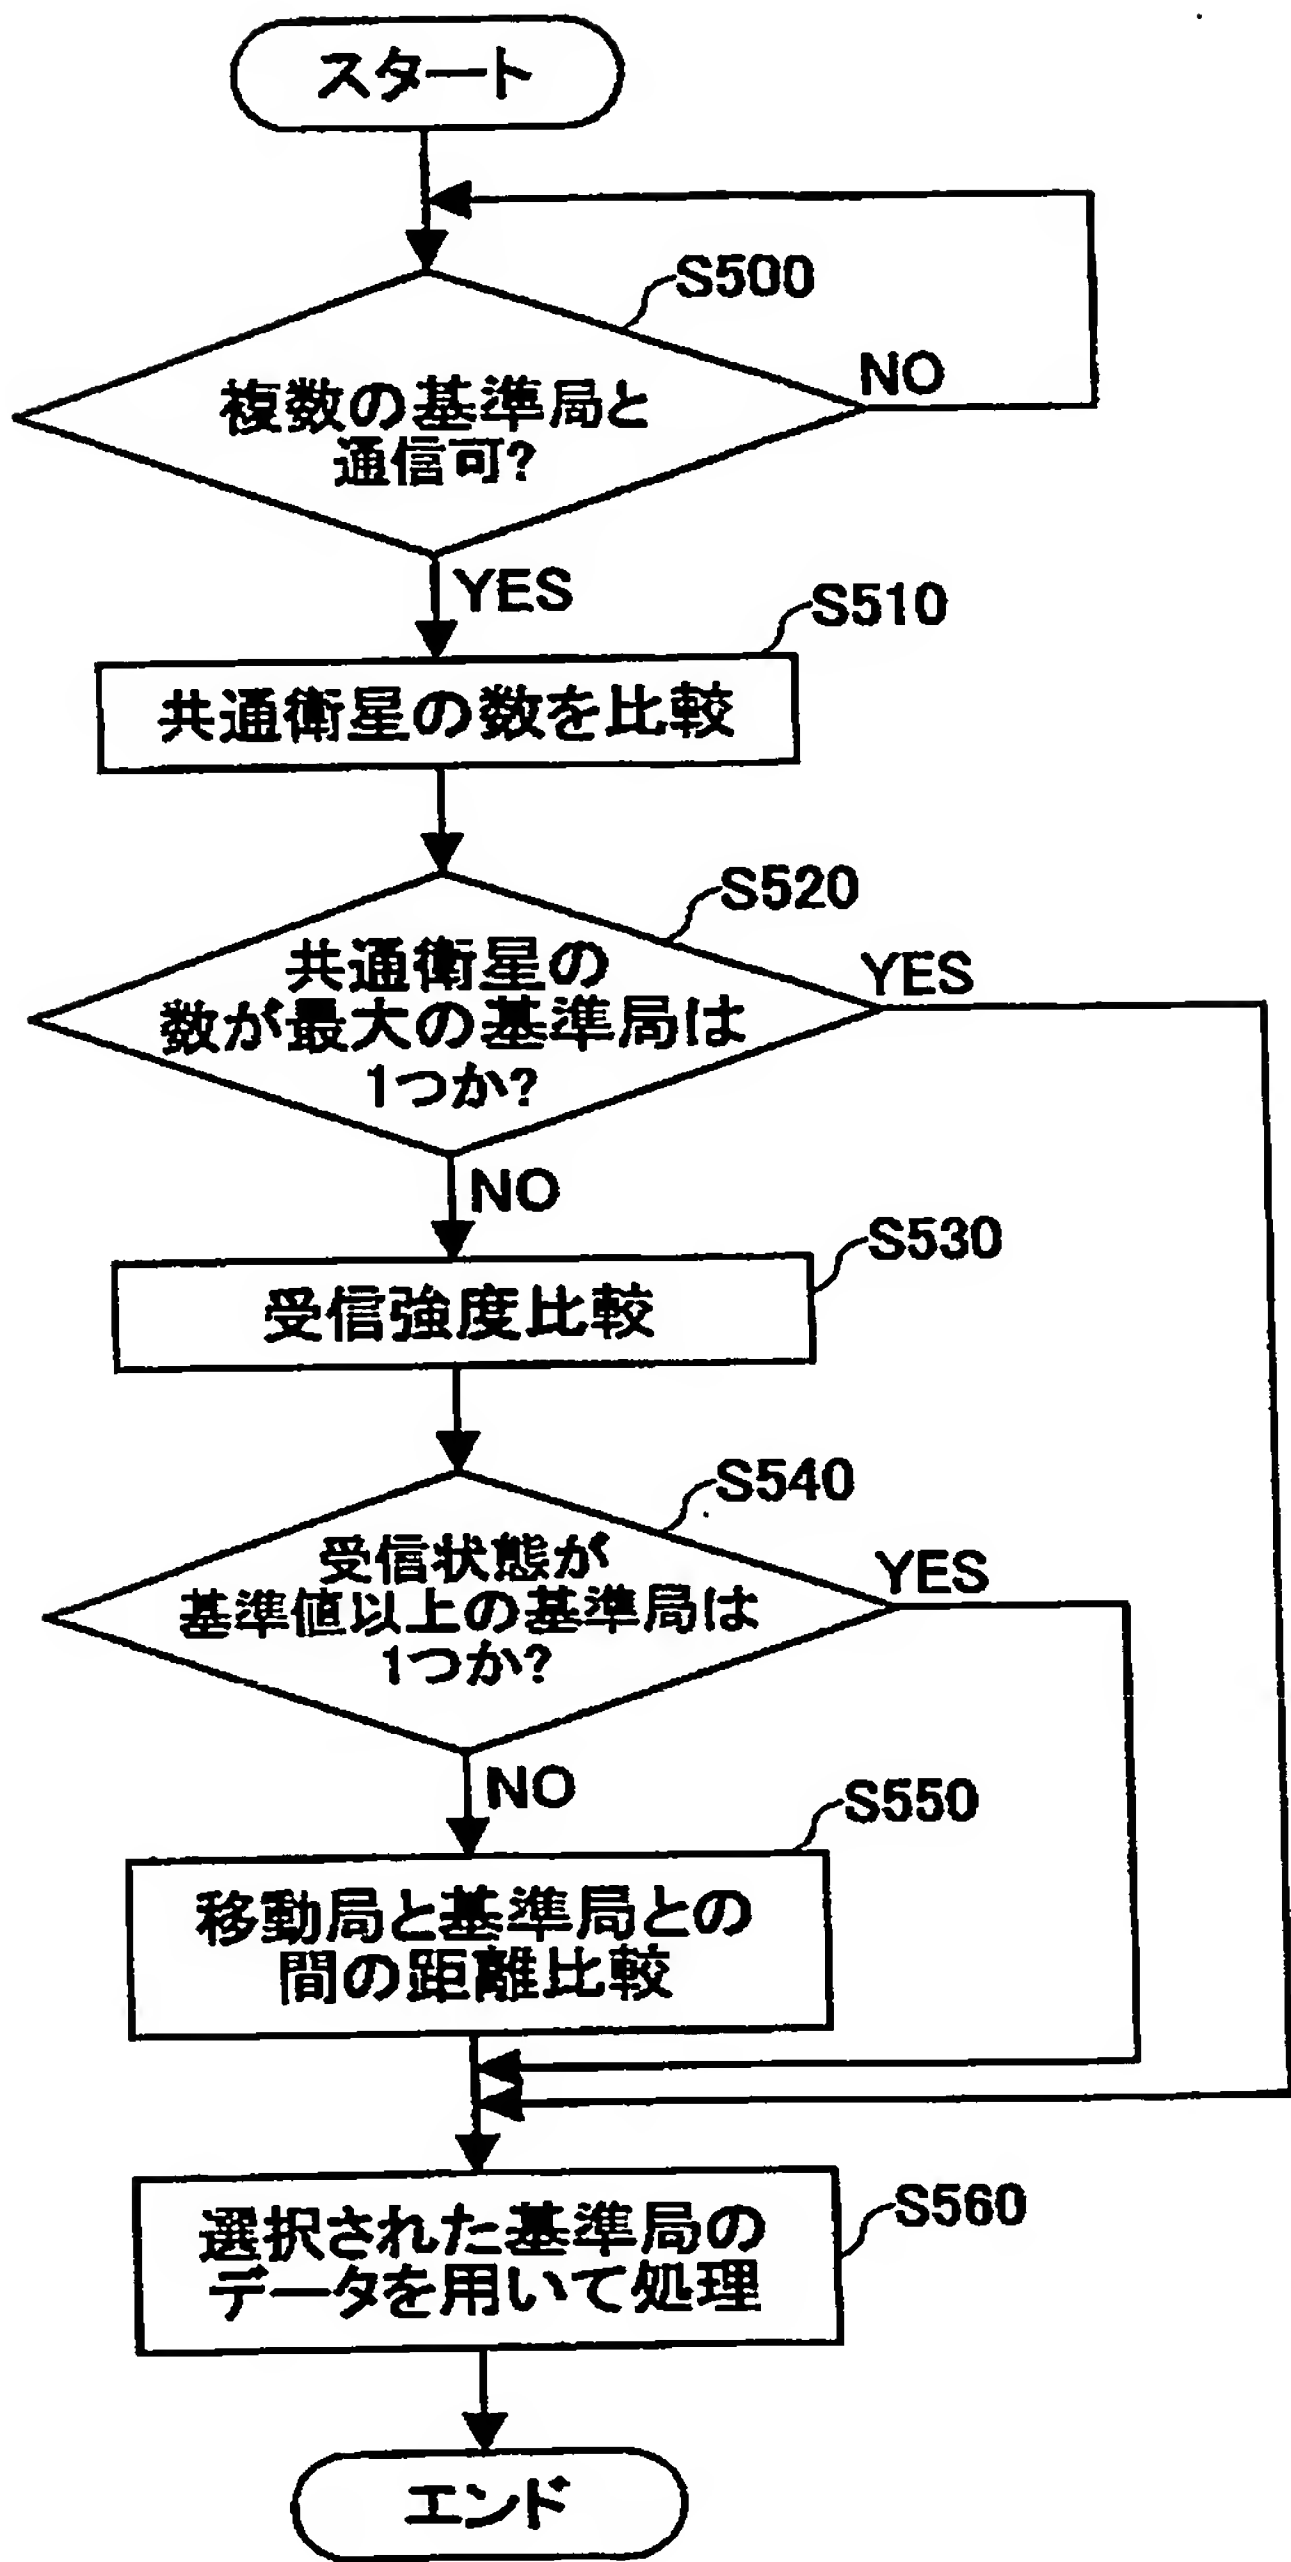 スタート
S500
NO
複数の基準局と
通信可?
YES
S510
共通衛星の数を比較
S520
YES
共通衛星の
数が最大の基準局は
1つか?
NO
S530
受信強度比較
S540
YES
受信状態が
基準値以上の基準局は
1つか?
NO
S550
移動局と基準局との
間の距離比較
S560
選択された基準局の
データを用いて処理
エンド